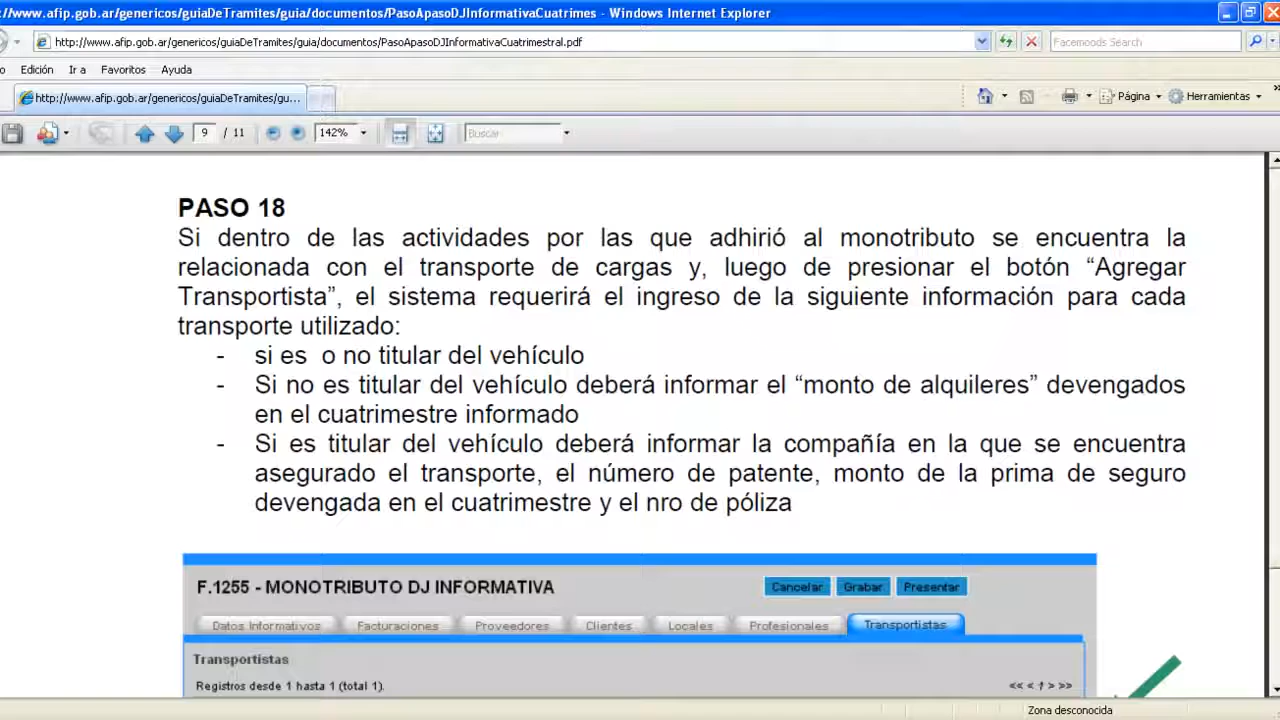 ://www.afip.gob.ar/genericos/guiaDeTramites/guia/documentos/PasoApasoDJInformativaCuatrimes - Windows Internet Explorer
http://www.afip.gob.ar/genericos/guiaDeTramites/guia/documentos/PasoApasoDJInformativaCuatrimestral.pdf
Facemoods Search
o Edición Ir a Favoritos Ayuda
http://www.afip.gob.ar/genericos/guiaDeTramites/gu...
Página Herramientas
9 / 11 142% Buscar
PASO 18
Si dentro de las actividades por las que adhirió al monotributo se encuentra la
relacionada con el transporte de cargas y, luego de presionar el botón “Agregar
Transportista”, el sistema requerirá el ingreso de la siguiente información para cada
transporte utilizado:
- si es o no titular del vehículo
- Si no es titular del vehículo deberá informar el “monto de alquileres” devengados
en el cuatrimestre informado
- Si es titular del vehículo deberá informar la compañía en la que se encuentra
asegurado el transporte, el número de patente, monto de la prima de seguro
devengada en el cuatrimestre y el nro de póliza
F.1255 - MONOTRIBUTO DJ INFORMATIVA
Cancelar Grabar Presentar
Datos Informativos Facturaciones Proveedores Clientes Locales Profesionales Transportistas
Transportistas
Registros desde 1 hasta 1 (total 1).
<< < 1 > >>
Zona desconocida